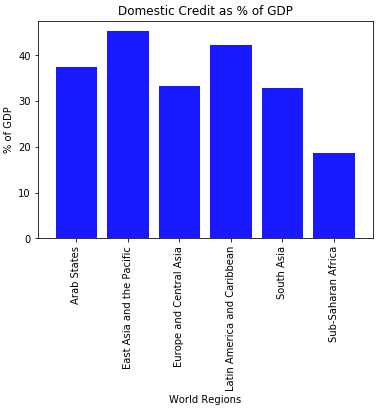 Domestic Credit as % of GDP
% of GDP
40
30
20
10
0
Arab States
East Asia and the Pacific
Europe and Central Asia
Latin America and Caribbean
South Asia
Sub-Saharan Africa
World Regions